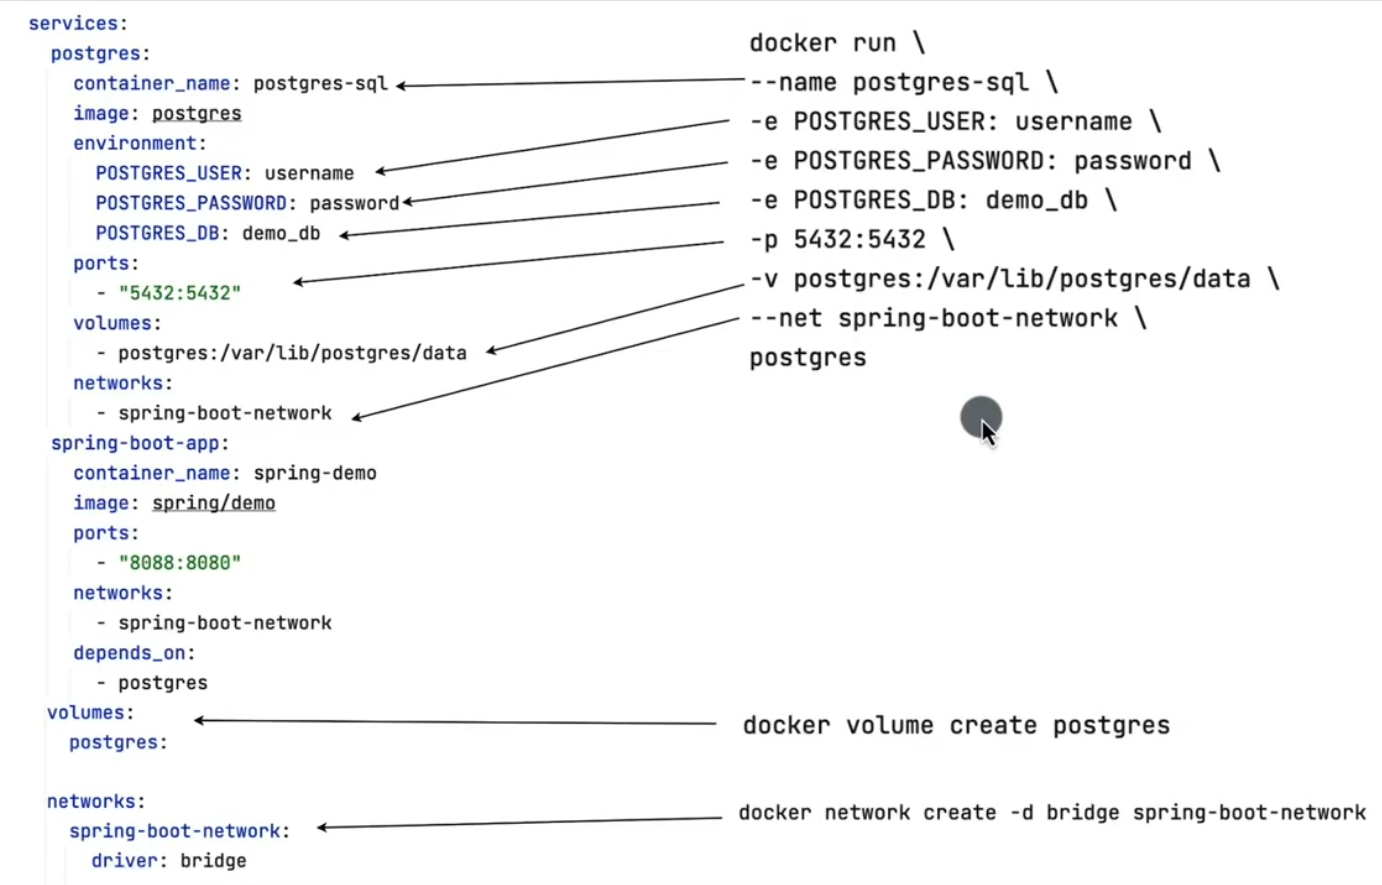 services:
postgres:
container_name: postgres-sql
image: postgres
environment:
POSTGRES_USER: username
POSTGRES_PASSWORD: password
POSTGRES_DB: demo_db
ports:
- "5432:5432"
volumes:
- postgres:/var/lib/postgres/data
networks:
- spring-boot-network
spring-boot-app:
container_name: spring-demo
image: spring/demo
ports:
- "8088:8080"
networks:
- spring-boot-network
depends_on:
- postgres
volumes:
postgres:
networks:
spring-boot-network:
driver: bridge
docker run \
--name postgres-sql \
-e POSTGRES_USER: username \
-e POSTGRES_PASSWORD: password \
-e POSTGRES_DB: demo_db \
-p 5432:5432 \
-v postgres:/var/lib/postgres/data \
--net spring-boot-network \
postgres
docker volume create postgres
docker network create -d bridge spring-boot-network